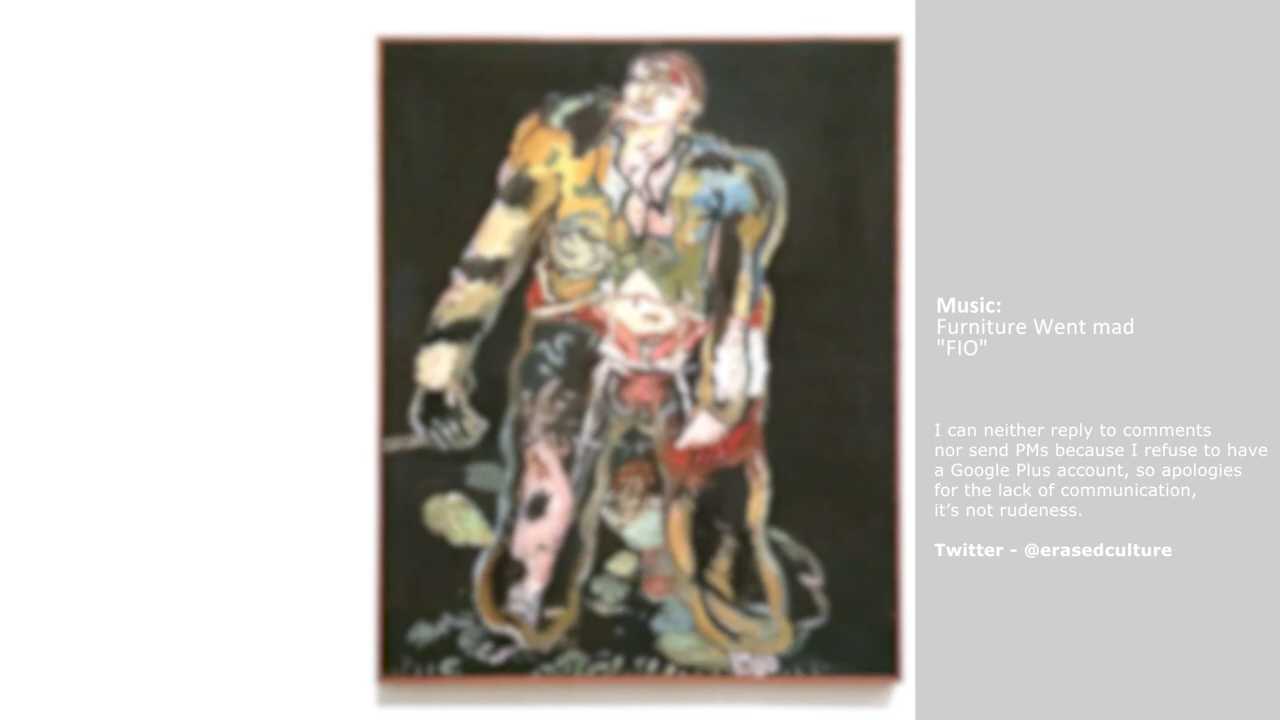 Music:
Furniture Went mad
"FIO"
I can neither reply to comments
nor send PMs because I refuse to have
a Google Plus account, so apologies
for the lack of communication,
it's not rudeness.
Twitter - @erasedculture